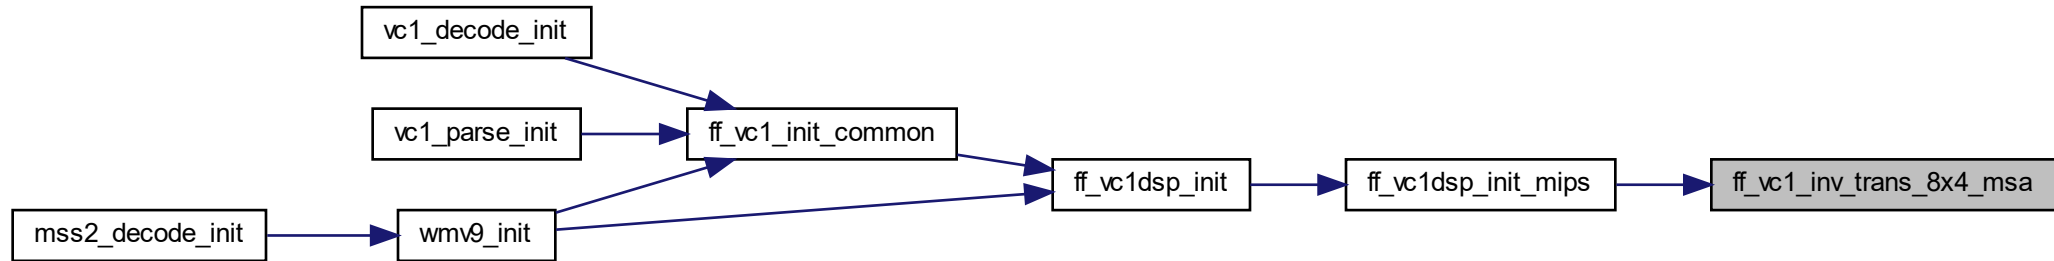 vc1_decode_init
vc1_parse_init
ff_vc1_init_common
ff_vc1dsp_init
ff_vc1dsp_init_mips
ff_vc1_inv_trans_8x4_msa
mss2_decode_init
wmv9_init